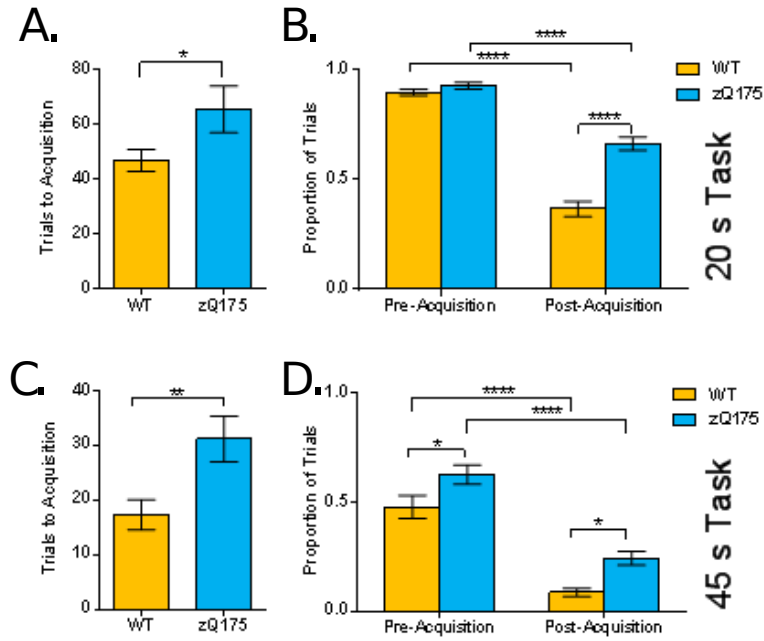 A.
*
80
60
40
20
0
Trials to Acquisition
WT
zQ175
B.
****
****
****
1.0
0.5
0.0
Proportion of Trials
Pre-Acquisition
Post-Acquisition
WT
zQ175
20 s Task
C.
**
40
30
20
10
0
Trials to Acquisition
WT
zQ175
D.
****
****
*
*
1.0
0.5
0.0
Proportion of Trials
Pre-Acquisition
Post-Acquisition
WT
zQ175
45 s Task